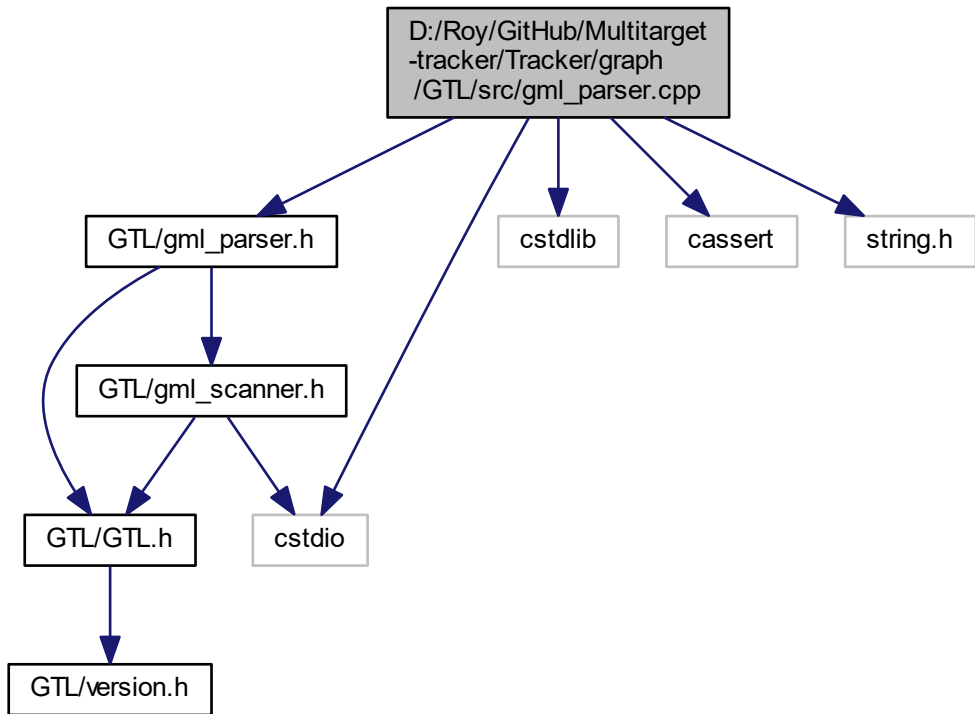 D:/Roy/GitHub/Multitarget
-tracker/Tracker/graph
/GTL/src/gml_parser.cpp
GTL/gml_parser.h
cstdlib
cassert
string.h
GTL/gml_scanner.h
GTL/GTL.h
cstdio
GTL/version.h